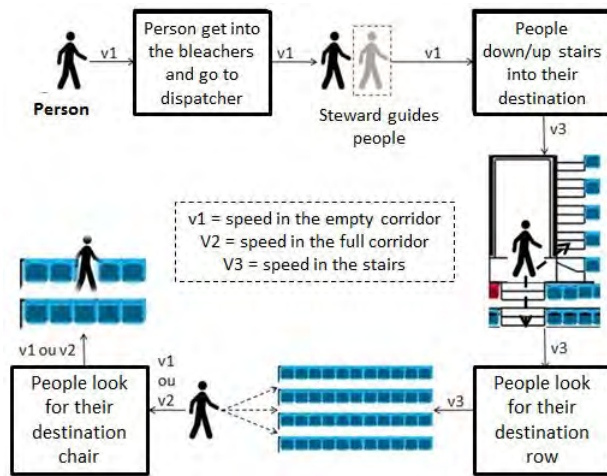 v1
Person
Person get into
the bleachers
and go to
dispatcher
v1
Steward guides
people
v1
People
down/up stairs
into their
destination
v3
v1 = speed in the empty corridor
V2 = speed in the full corridor
V3 = speed in the stairs
v3
People look
for their
destination
row
v3
v1
ou
v2
People look
for their
destination
chair
v1 ou v2